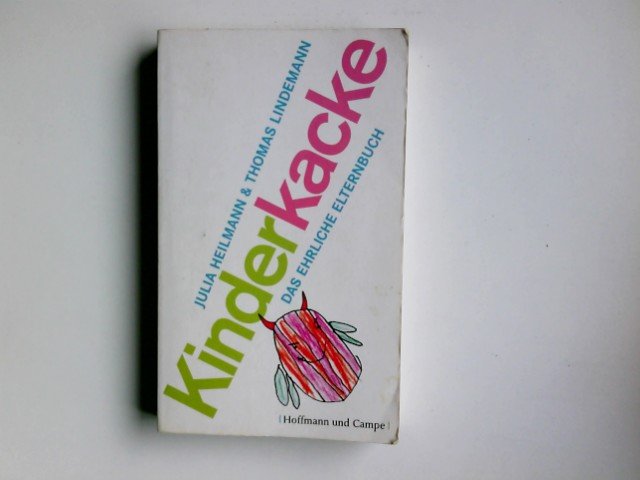 JULIA HEILMANN & THOMAS LINDEMANN
Kinderkacke
DAS EHRLICHE ELTERNBUCH
| Hoffmann und Campe |